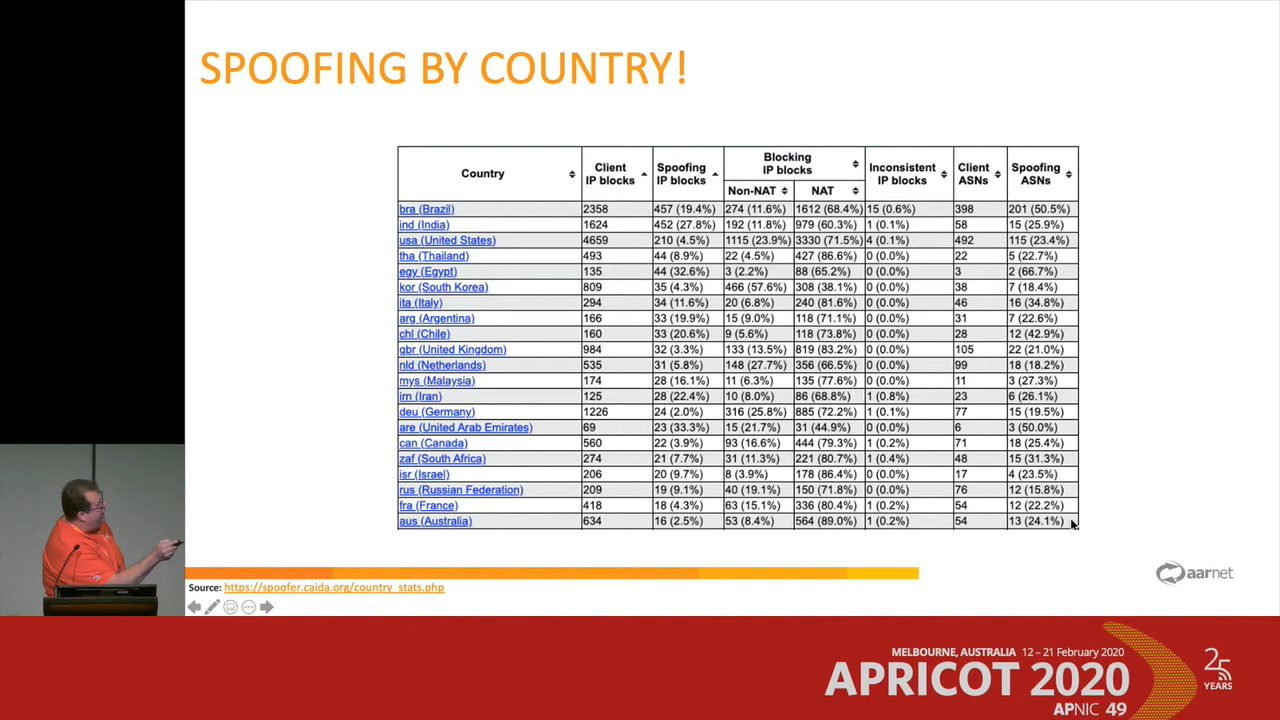 SPOOFING BY COUNTRY!
Country Client IP blocks Spoofing IP blocks Blocking IP blocks Inconsistent IP blocks Client ASNs Spoofing ASNs
Non-NAT NAT
bra (Brazil) 2358 457 (19.4%) 274 (11.6%) 1612 (68.4%) 15 (0.6%) 398 201 (50.5%)
ind (India) 1624 452 (27.8%) 192 (11.8%) 979 (60.3%) 1 (0.1%) 58 15 (25.9%)
usa (United States) 4659 210 (4.5%) 1115 (23.9%) 3330 (71.5%) 4 (0.1%) 492 115 (23.4%)
tha (Thailand) 493 44 (8.9%) 22 (4.5%) 427 (86.6%) 0 (0.0%) 22 5 (22.7%)
egy (Egypt) 135 44 (32.6%) 3 (2.2%) 88 (65.2%) 0 (0.0%) 3 2 (66.7%)
kor (South Korea) 809 35 (4.3%) 466 (57.6%) 308 (38.1%) 0 (0.0%) 38 7 (18.4%)
ita (Italy) 294 34 (11.6%) 20 (6.8%) 240 (81.6%) 0 (0.0%) 46 16 (34.8%)
arg (Argentina) 166 33 (19.9%) 15 (9.0%) 118 (71.1%) 0 (0.0%) 31 7 (22.6%)
chl (Chile) 160 33 (20.6%) 9 (5.6%) 118 (73.8%) 0 (0.0%) 28 12 (42.9%)
gbr (United Kingdom) 984 32 (3.3%) 133 (13.5%) 819 (83.2%) 0 (0.0%) 105 22 (21.0%)
nld (Netherlands) 535 31 (5.8%) 148 (27.7%) 356 (66.5%) 0 (0.0%) 99 18 (18.2%)
mys (Malaysia) 174 28 (16.1%) 11 (6.3%) 135 (77.6%) 0 (0.0%) 11 3 (27.3%)
irn (Iran) 125 28 (22.4%) 10 (8.0%) 86 (68.8%) 1 (0.8%) 23 6 (26.1%)
deu (Germany) 1226 24 (2.0%) 316 (25.8%) 885 (72.2%) 1 (0.1%) 77 15 (19.5%)
are (United Arab Emirates) 69 23 (33.3%) 15 (21.7%) 31 (44.9%) 0 (0.0%) 6 3 (50.0%)
can (Canada) 560 22 (3.9%) 93 (16.6%) 444 (79.3%) 1 (0.2%) 71 18 (25.4%)
zaf (South Africa) 274 21 (7.7%) 31 (11.3%) 221 (80.7%) 1 (0.4%) 48 15 (31.3%)
isr (Israel) 206 20 (9.7%) 8 (3.9%) 178 (86.4%) 0 (0.0%) 17 4 (23.5%)
rus (Russian Federation) 209 19 (9.1%) 40 (19.1%) 150 (71.8%) 0 (0.0%) 76 12 (15.8%)
fra (France) 418 18 (4.3%) 63 (15.1%) 336 (80.4%) 1 (0.2%) 54 12 (22.2%)
aus (Australia) 634 16 (2.5%) 53 (8.4%) 564 (89.0%) 1 (0.2%) 54 13 (24.1%)
Source: https://spoofer.caida.org/country_stats.php
aarnet
MELBOURNE, AUSTRALIA 12 – 21 February 2020
APRICOT 2020
APNIC 49
25
YEARS